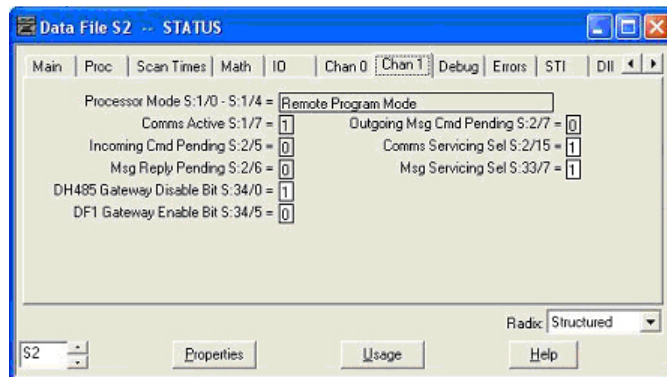 Data File S2 -- STATUS
Main Proc Scan Times Math IO Chan 0 Chan 1 Debug Errors STI DII
Processor Mode S:1/0 - S:1/4 = Remote Program Mode
Comms Active S:1/7 = 1 Outgoing Msg Cmd Pending S:2/7 = 0
Incoming Cmd Pending S:2/5 = 0 Comms Servicing Sel S:2/15 = 1
Msg Reply Pending S:2/6 = 0 Msg Servicing Sel S:33/7 = 1
DH485 Gateway Disable Bit S:34/0 = 1
DF1 Gateway Enable Bit S:34/5 = 0
Radix: Structured
S2 Properties Usage Help